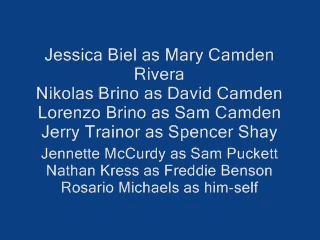 Jessica Biel as Mary Camden
Rivera
Nikolas Brino as David Camden
Lorenzo Brino as Sam Camden
Jerry Trainor as Spencer Shay
Jennette McCurdy as Sam Puckett
Nathan Kress as Freddie Benson
Rosario Michaels as him-self